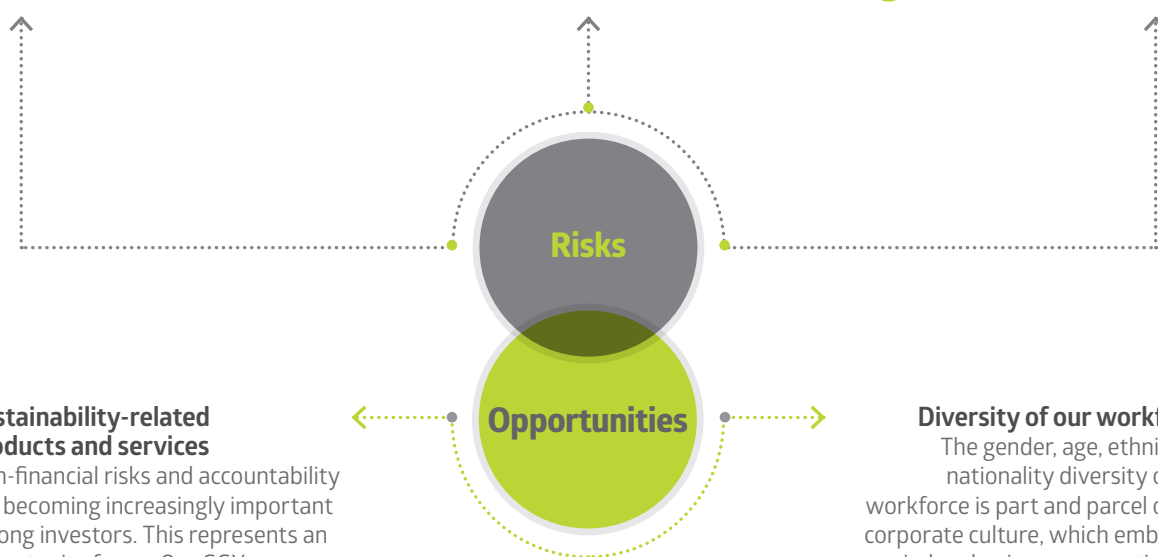 Risks
Opportunities
stainability-related
oducts and services
n-financial risks and accountability
becoming increasingly important
ong investors. This represents an
Diversity of our workf
The gender, age, ethni
nationality diversity o
workforce is part and parcel o
corporate culture, which emb